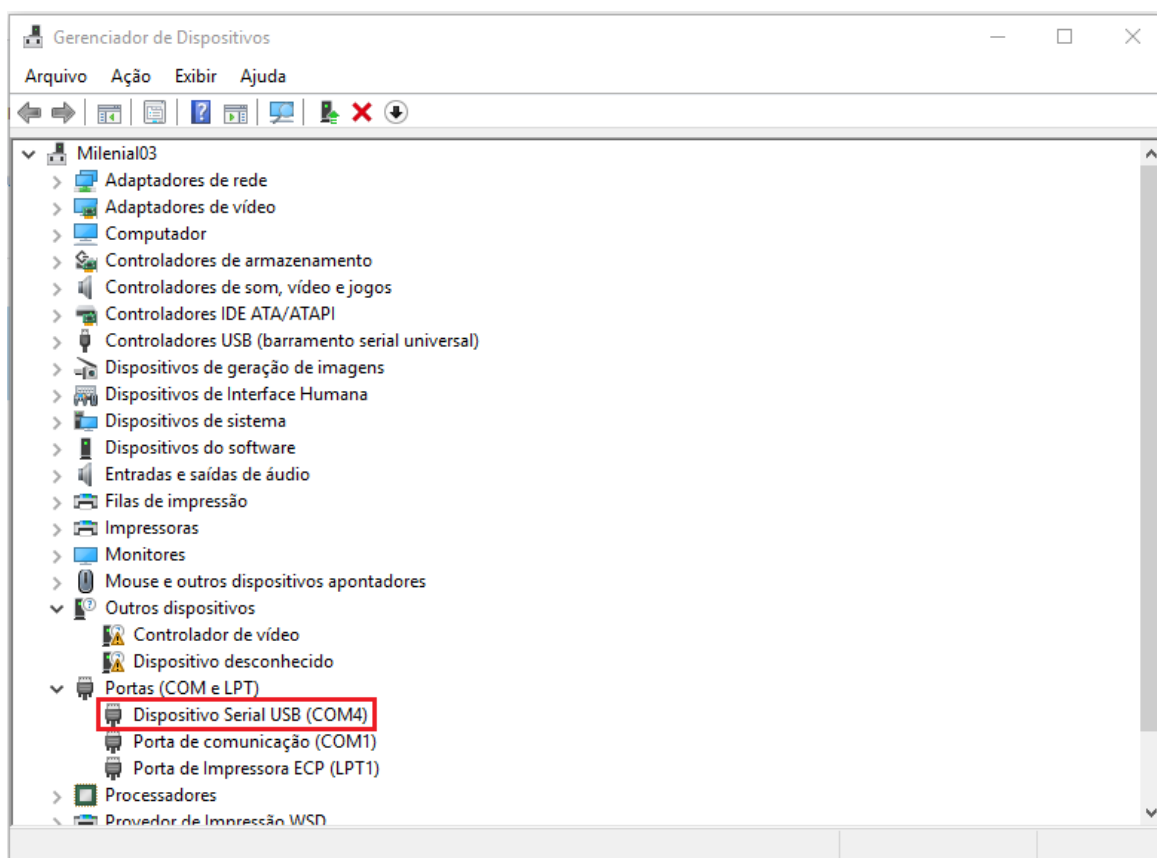 Gerenciador de Dispositivos
Arquivo Ação Exibir Ajuda
Milenial03
Adaptadores de rede
Adaptadores de vídeo
Computador
Controladores de armazenamento
Controladores de som, vídeo e jogos
Controladores IDE ATA/ATAPI
Controladores USB (barramento serial universal)
Dispositivos de geração de imagens
Dispositivos de Interface Humana
Dispositivos de sistema
Dispositivos do software
Entradas e saídas de áudio
Filas de impressão
Impressoras
Monitores
Mouse e outros dispositivos apontadores
Outros dispositivos
Controlador de vídeo
Dispositivo desconhecido
Portas (COM e LPT)
Dispositivo Serial USB (COM4)
Porta de comunicação (COM1)
Porta de Impressora ECP (LPT1)
Processadores
Provedor de Impressão WSD